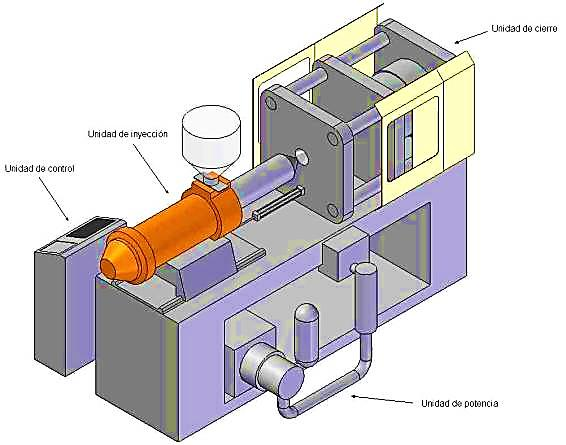 Unidad de cierre
Unidad de inyección
Unidad de control
Unidad de potencia